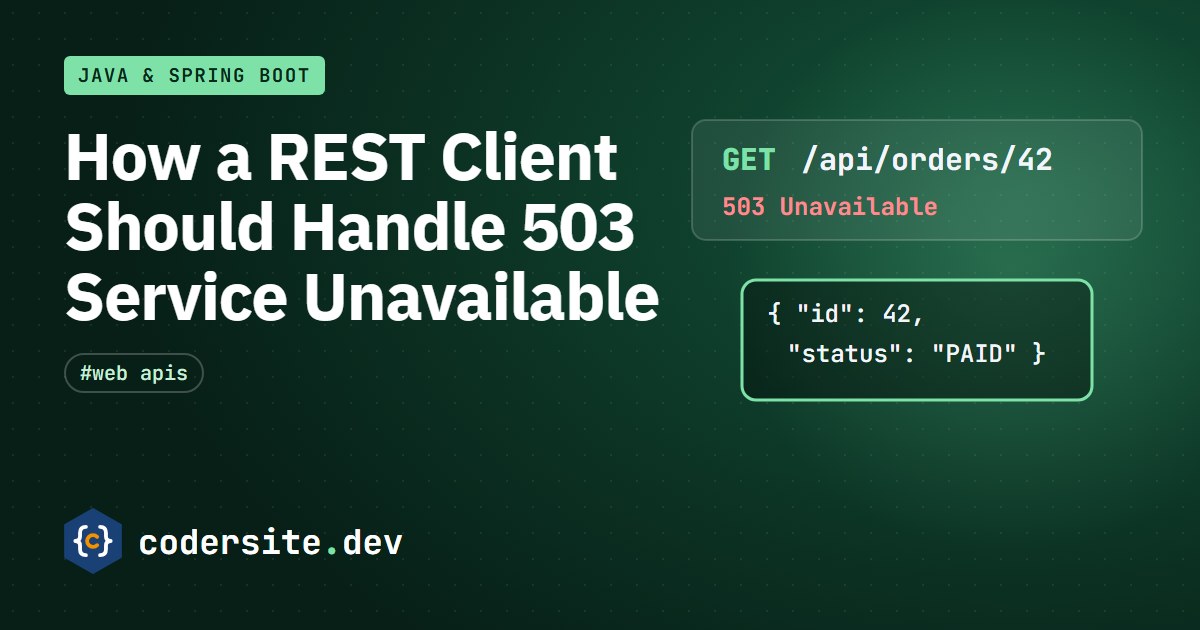 JAVA & SPRING BOOT
How a REST Client
Should Handle 503
Service Unavailable
#web apis
GET /api/orders/42
503 Unavailable
{ "id": 42,
"status": "PAID" }
{c}
codersite.dev